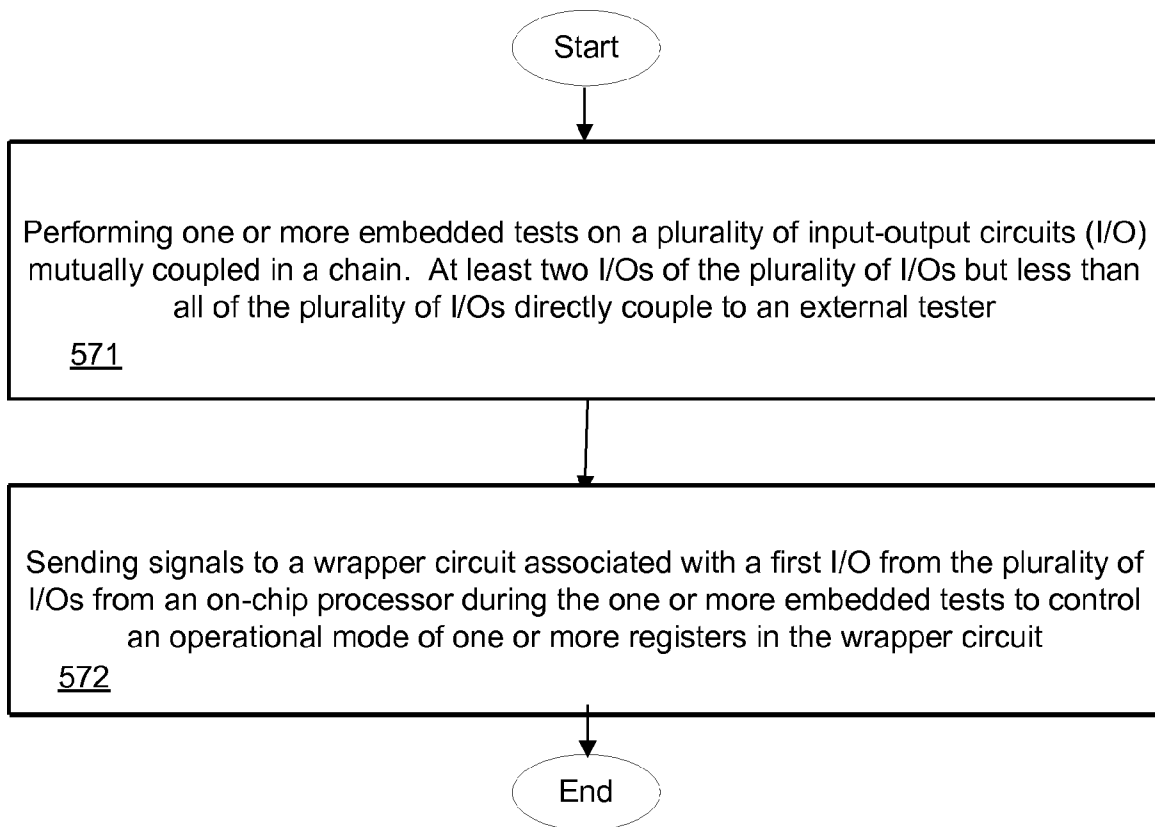 Start
Performing one or more embedded tests on a plurality of input-output circuits (I/O)
mutually coupled in a chain.  At least two I/Os of the plurality of I/Os but less than
all of the plurality of I/Os directly couple to an external tester
571
Sending signals to a wrapper circuit associated with a first I/O from the plurality of
I/Os from an on-chip processor during the one or more embedded tests to control
an operational mode of one or more registers in the wrapper circuit
572
End